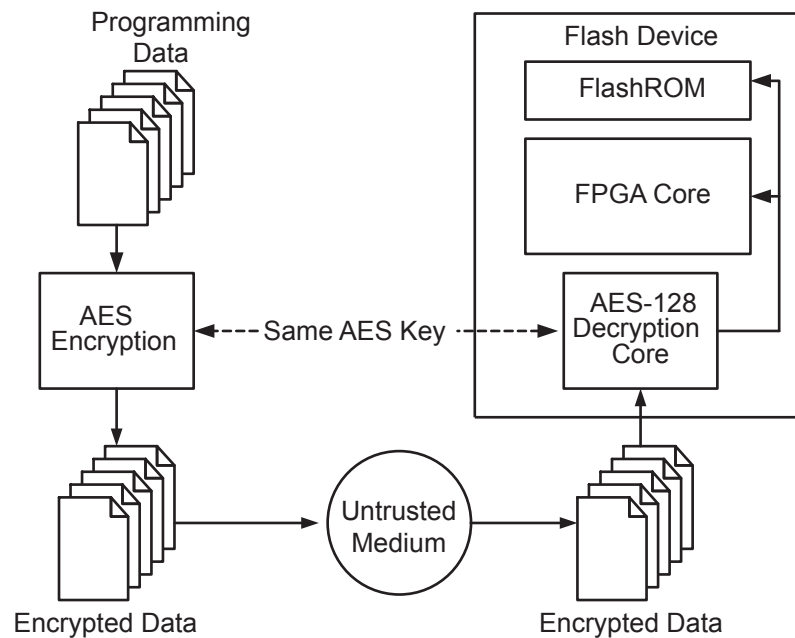 Programming
Data
Flash Device
FlashROM
FPGA Core
AES
Encryption
Same AES Key
AES-128
Decryption
Core
Untrusted
Medium
Encrypted Data
Encrypted Data